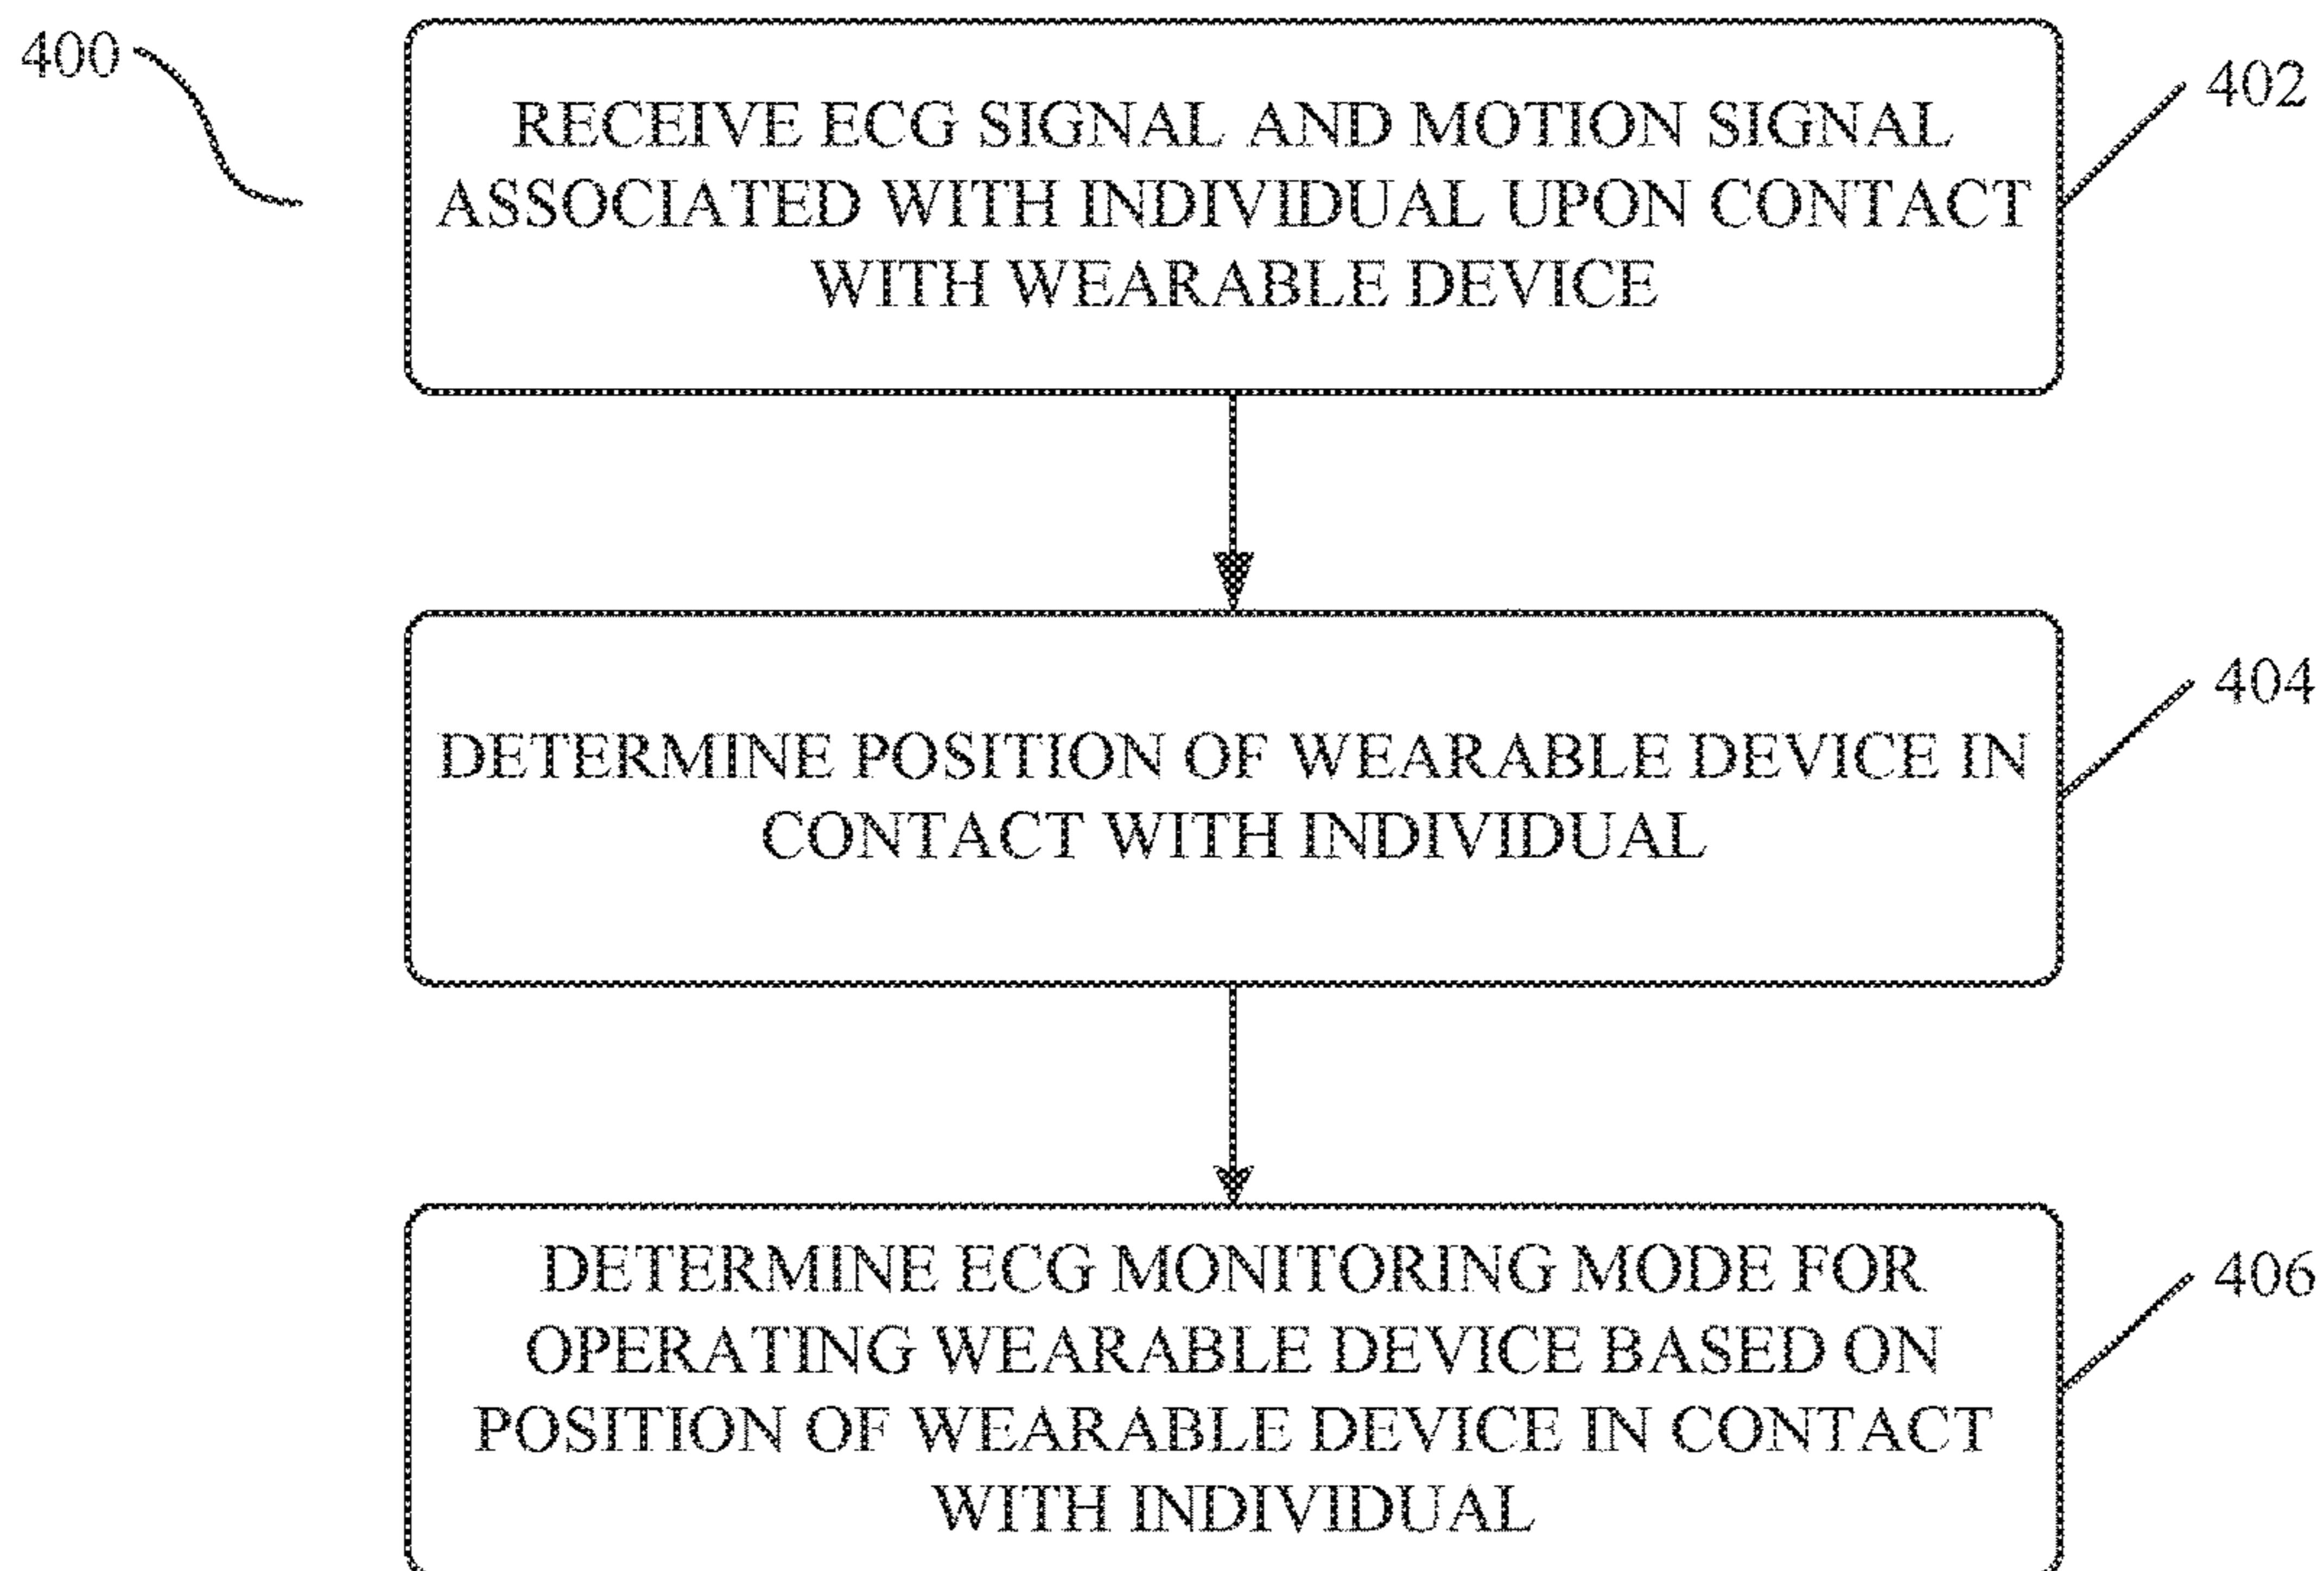 400
402
RECEIVE ECG SIGNAL AND MOTION SIGNAL
ASSOCIATED WITH INDIVIDUAL UPON CONTACT
WITH WEARABLE DEVICE
404
DETERMINE POSITION OF WEARABLE DEVICE IN
CONTACT WITH INDIVIDUAL
406
DETERMINE ECG MONITORING MODE FOR
OPERATING WEARABLE DEVICE BASED ON
POSITION OF WEARABLE DEVICE IN CONTACT
WITH INDIVIDUAL